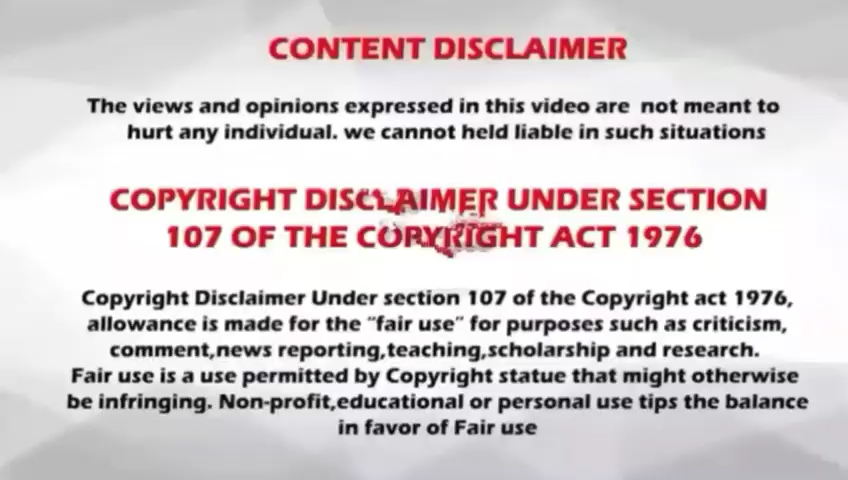 CONTENT DISCLAIMER
The views and opinions expressed in this video are not meant to
hurt any individual. we cannot held liable in such situations
COPYRIGHT DISCLAIMER UNDER SECTION
107 OF THE COPYRIGHT ACT 1976
Copyright Disclaimer Under section 107 of the Copyright act 1976,
allowance is made for the "fair use" for purposes such as criticism,
comment,news reporting,teaching,scholarship and research.
Fair use is a use permitted by Copyright statue that might otherwise
be infringing. Non-profit,educational or personal use tips the balance
in favor of Fair use